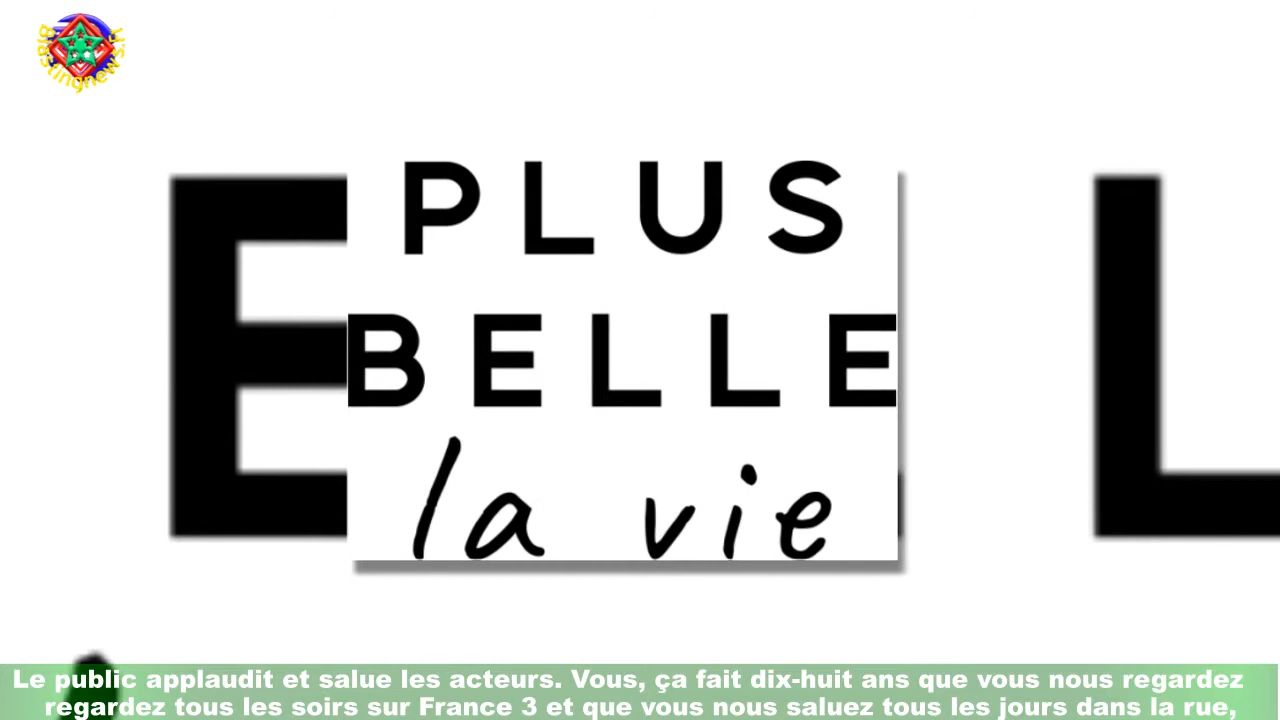 Blastingnews.fr
PLUS
BELLE
la vie
E
L
Le public applaudit et salue les acteurs. Vous, ça fait dix-huit ans que vous nous regardez
regardez tous les soirs sur France 3 et que vous nous saluez tous les jours dans la rue,